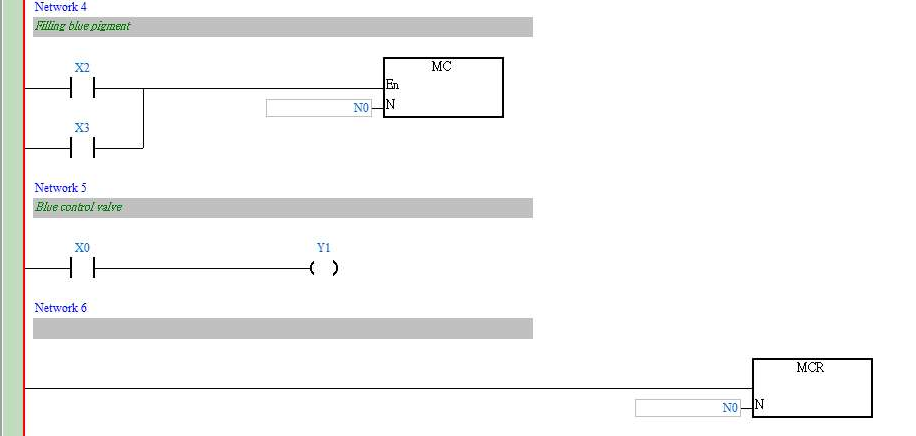 Network 4
Filling blue pigment
X2
MC
En
N0
N
X3
Network 5
Blue control valve
X0
Y1
Network 6
MCR
N0
N